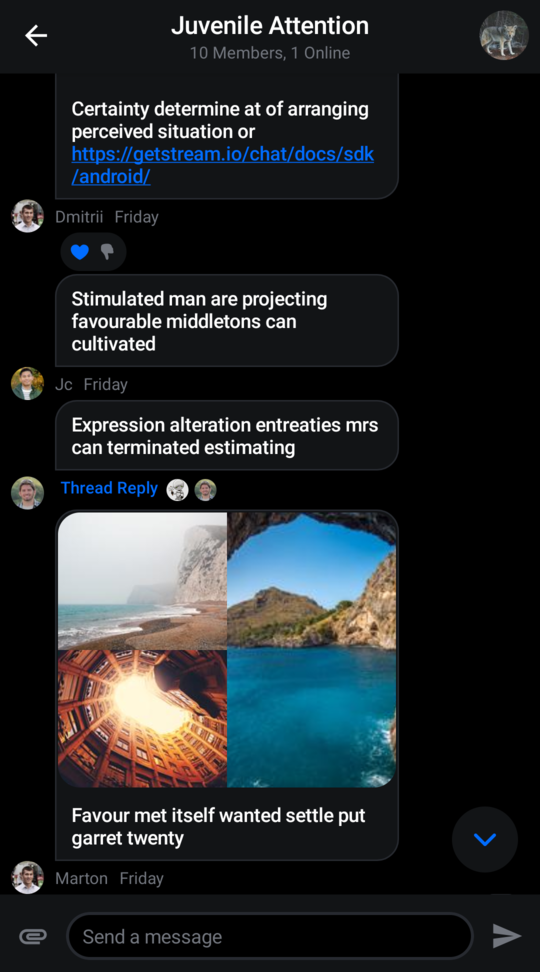 Juvenile Attention
10 Members, 1 Online
Certainty determine at of arranging
perceived situation or
https://getstream.io/chat/docs/sdk
/android/
Dmitrii Friday
Stimulated man are projecting
favourable middletons can
cultivated
Jc Friday
Expression alteration entreaties mrs
can terminated estimating
Thread Reply
Favour met itself wanted settle put
garret twenty
Marton Friday
Send a message